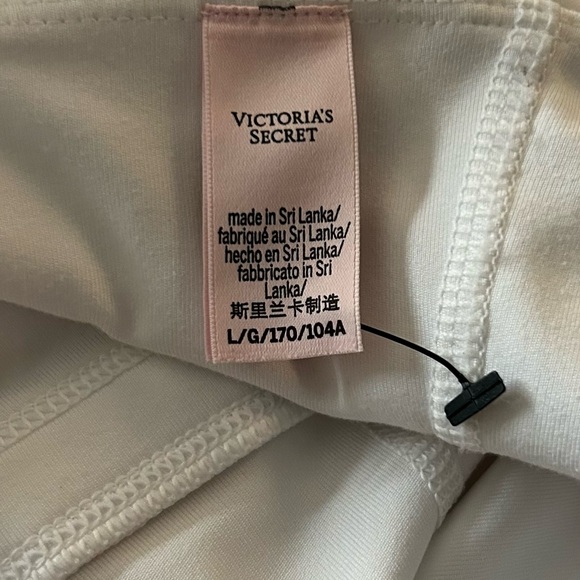 VICTORIA'S
SECRET
made in Sri Lanka/
fabriqué au Sri Lanka/
hecho en Sri Lanka/
fabbricato in Sri
Lanka/
斯里兰卡制造
L/G/170/104A